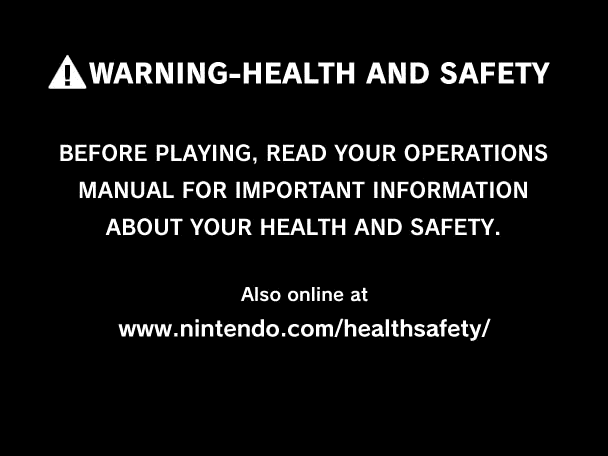 WARNING-HEALTH AND SAFETY
BEFORE PLAYING, READ YOUR OPERATIONS
MANUAL FOR IMPORTANT INFORMATION
ABOUT YOUR HEALTH AND SAFETY.
Also online at
www.nintendo.com/healthsafety/